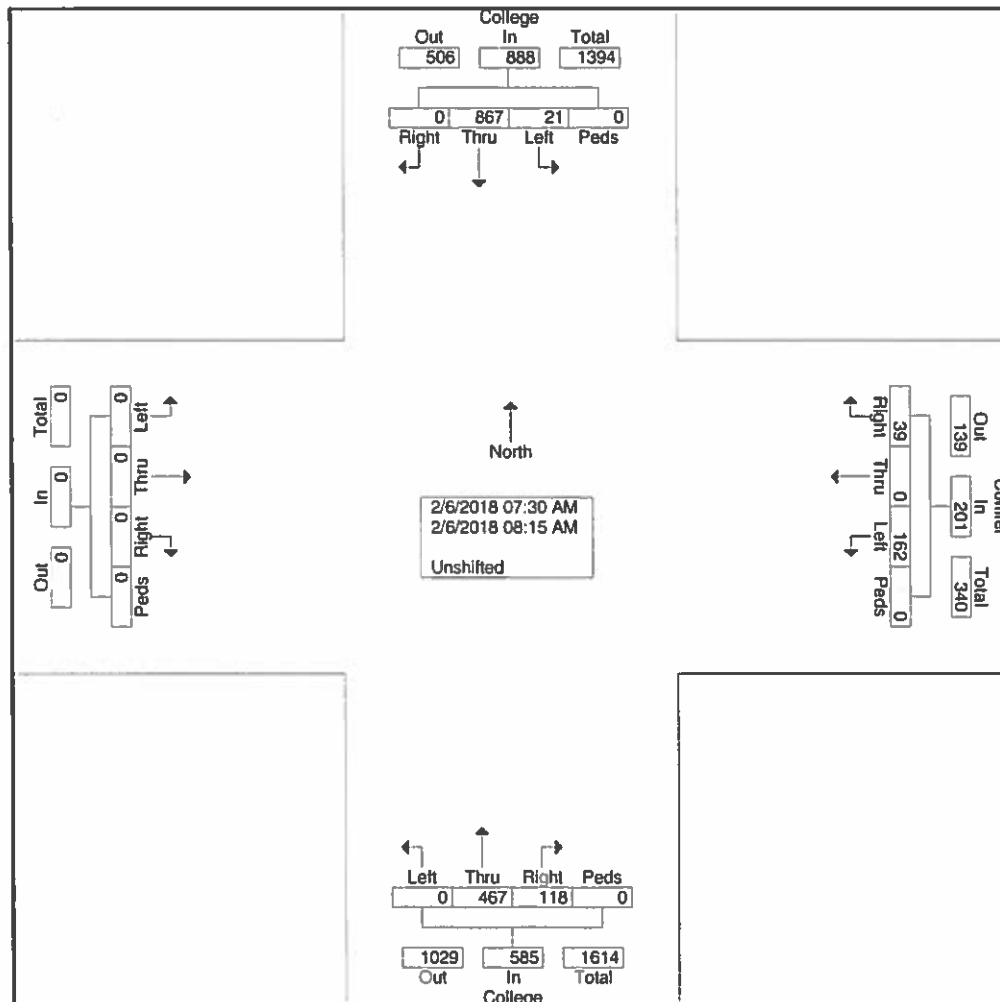 College
Out In Total
506 888 1394
0 867 21 0
Right Thru Left Peds
Total In Out
0 0 0
0 0 0 0
Left Thru Right Peds
North
2/6/2018 07:30 AM
2/6/2018 08:15 AM
Unshifted
Right Thru Left Peds
39 0 162 0
Out In Total
139 201 340
Left Thru Right Peds
0 467 118 0
1029 585 1614
Out In Total
College